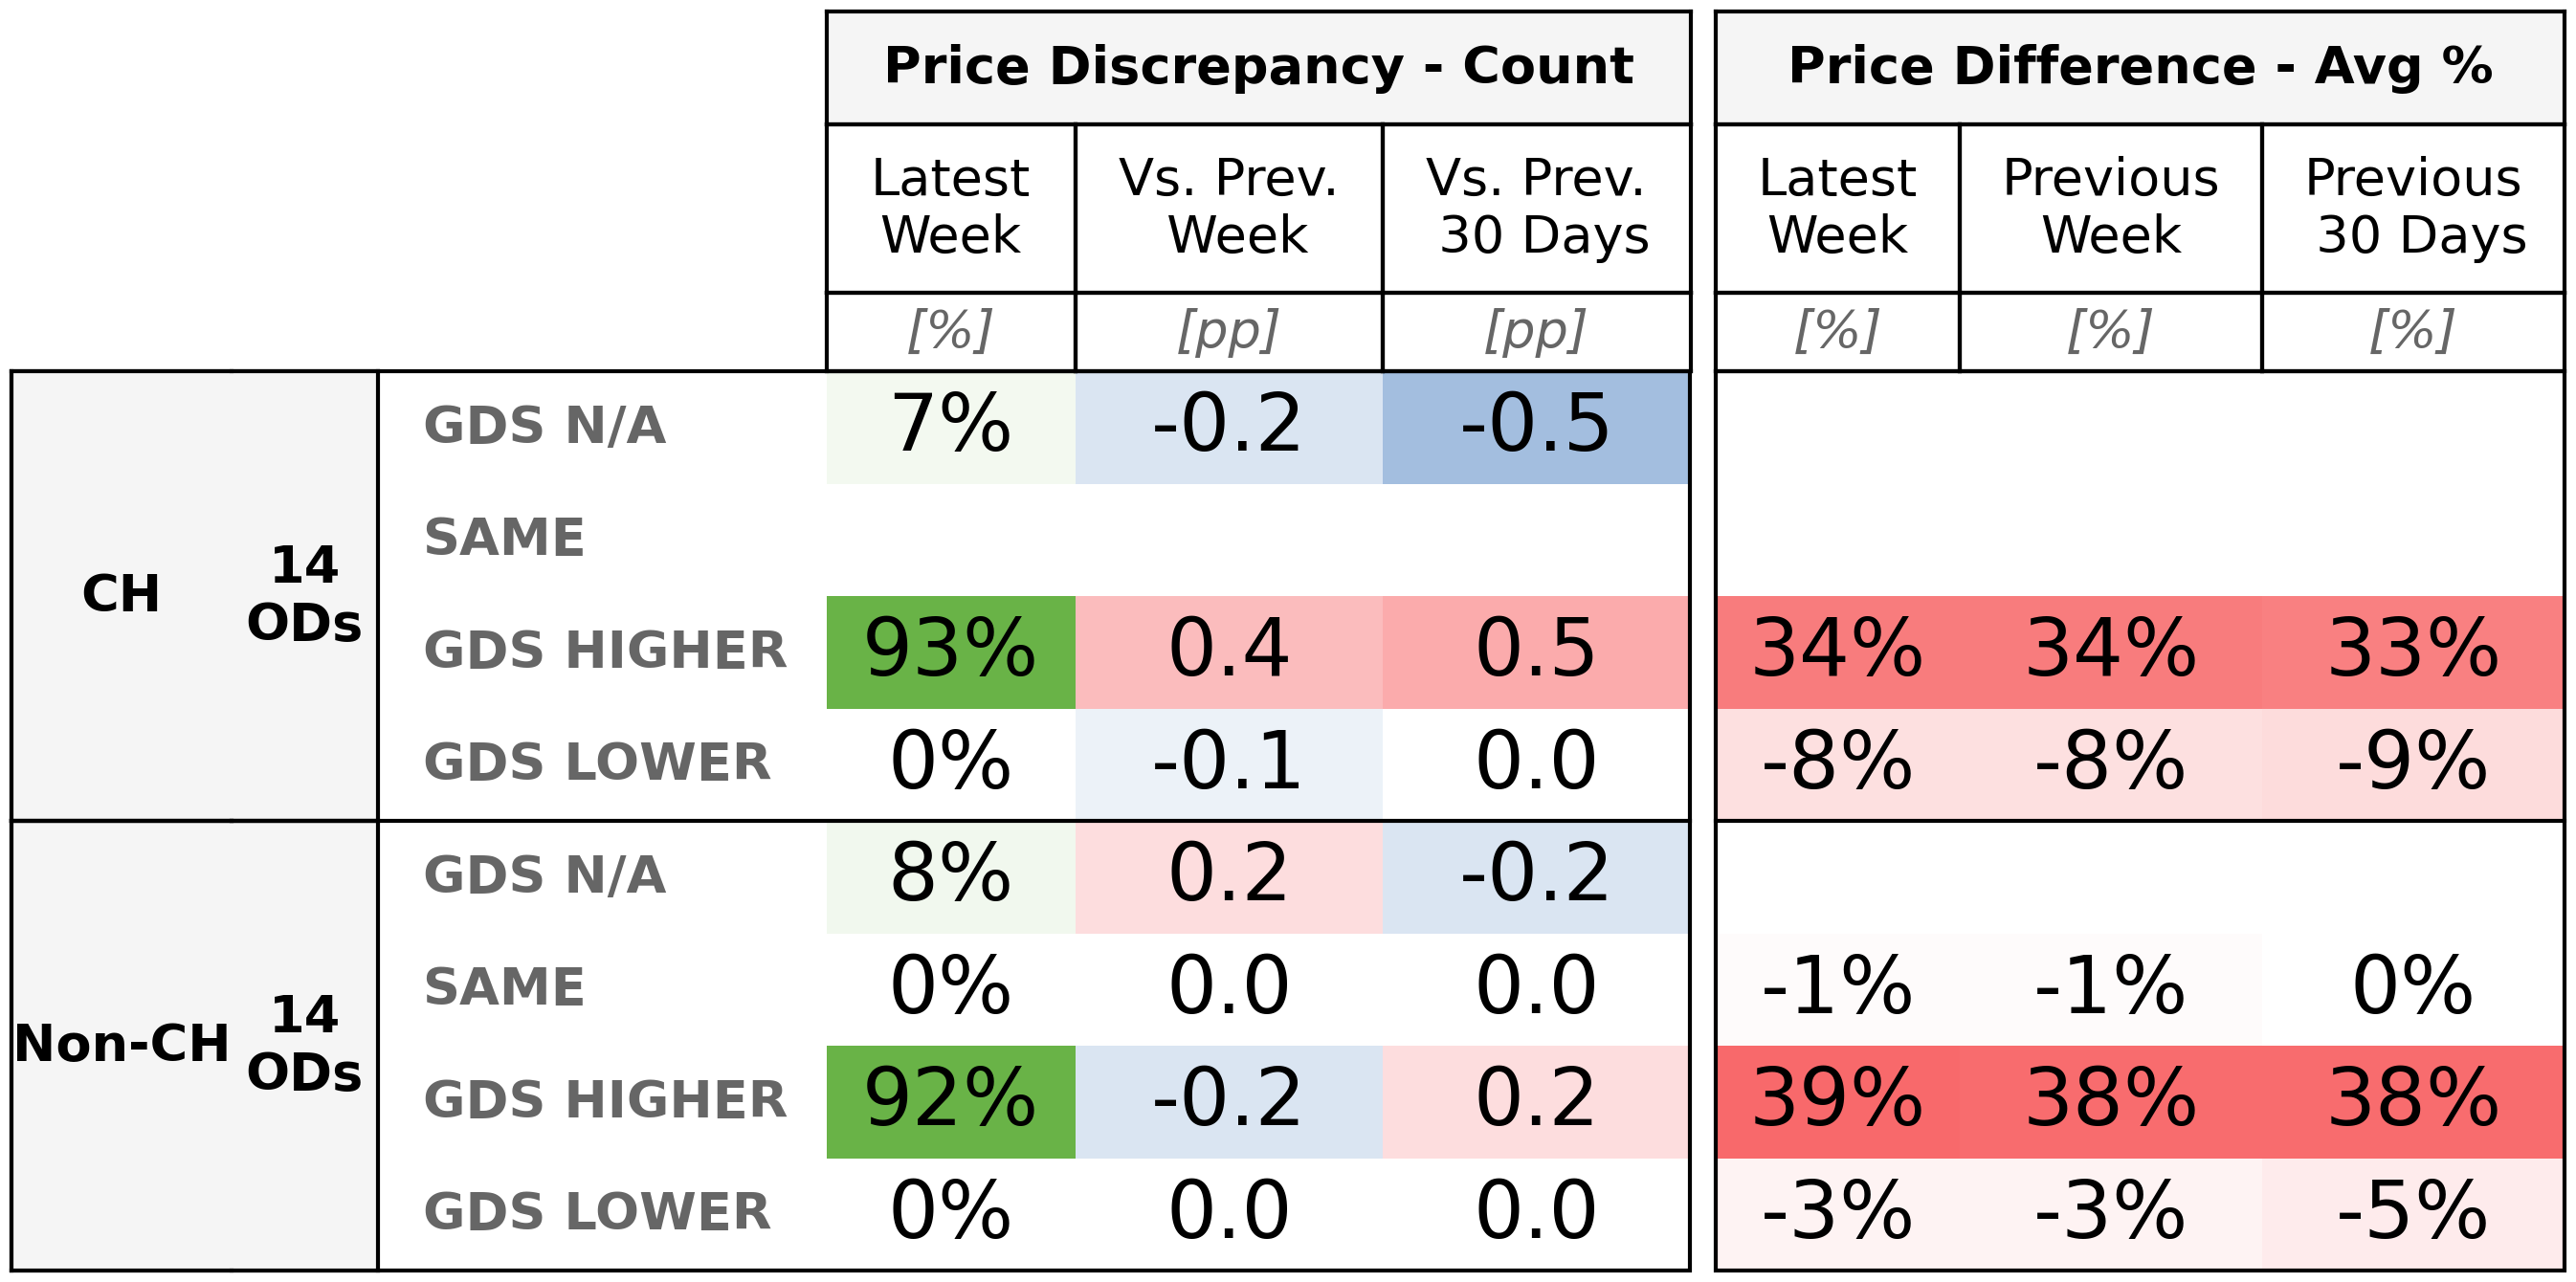 Price Discrepancy - Count Price Difference - Avg %
Latest Week Vs. Prev. Week Vs. Prev. 30 Days Latest Week Previous Week Previous 30 Days
[%] [pp] [pp] [%] [%] [%]
CH 14 ODs
GDS N/A 7% -0.2 -0.5
SAME
GDS HIGHER 93% 0.4 0.5 34% 34% 33%
GDS LOWER 0% -0.1 0.0 -8% -8% -9%
Non-CH 14 ODs
GDS N/A 8% 0.2 -0.2
SAME 0% 0.0 0.0 -1% -1% 0%
GDS HIGHER 92% -0.2 0.2 39% 38% 38%
GDS LOWER 0% 0.0 0.0 -3% -3% -5%